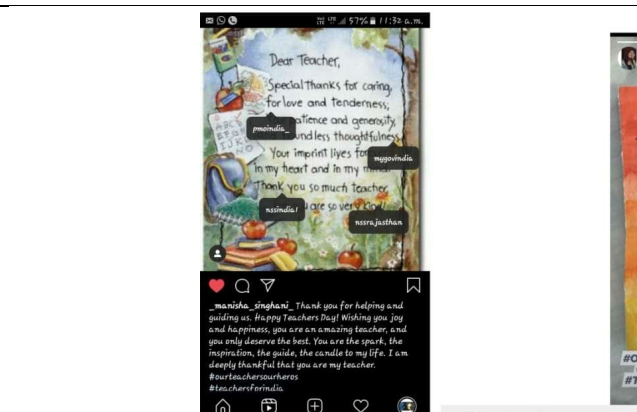 57% 11:32 a.m.
Dear Teacher,
Special thanks for caring,
for love and tenderness,
patience and generosity,
thoughtfulness
pmoindia_
Your imprint lives
mygovindia
in my heart and in my
Thank you so much teacher,
nssindia1
you are so very kind!
nssrajasthan
_manisha_singhani_ Thank you for helping and
guiding us. Happy Teachers Day! Wishing you joy
and happiness, you are an amazing teacher, and
you only deserve the best. You are the spark, the
inspiration, the guide, the candle to my life. I am
deeply thankful that you are my teacher.
#ourteachersourheros
#teachersforindia